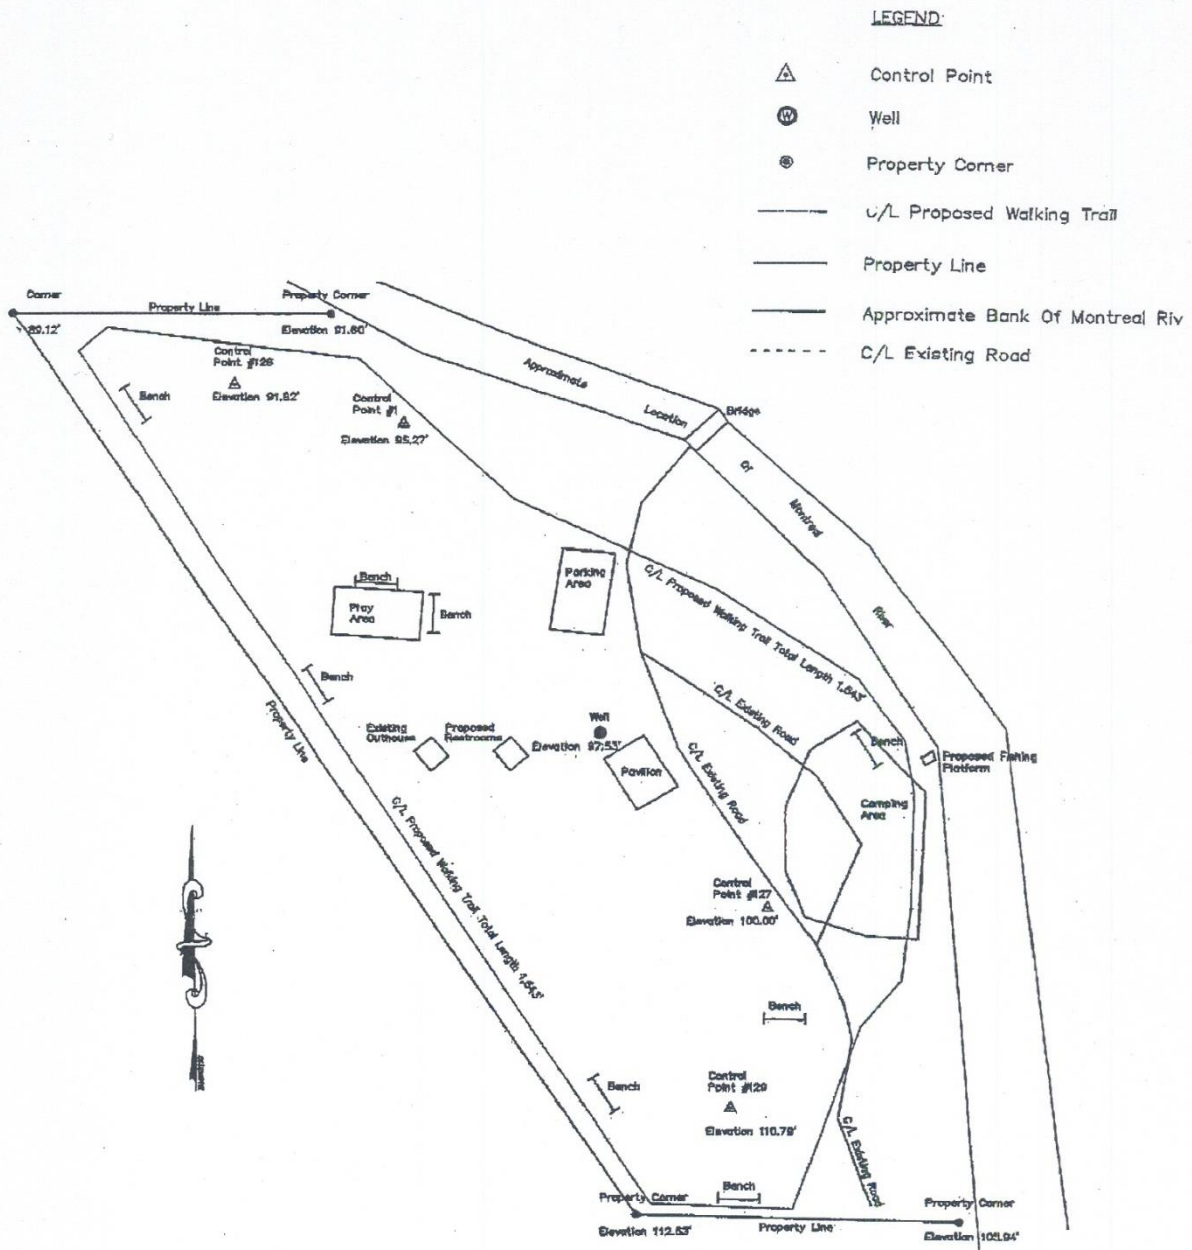 LEGEND
Control Point
W
Well
Property Corner
C/L Proposed Walking Trail
Property Line
Approximate Bank Of Montreal Riv
C/L Existing Road
Corner
89.12'
Property Line
Property Corner
Elevation 91.60'
Control
Point #126
Elevation 91.82'
Bench
Control
Point #1
Elevation 95.27'
Approximate
Location
Bridge
Of
Montreal
River
Bench
Play
Area
Bench
Parking
Area
C/L Proposed Walking Trail Total Length 1,643'
Bench
Property Line
C/L Existing Road
Existing
Outhouse
Proposed
Restrooms
Well
Elevation 97.53'
Pavilion
C/L Existing Road
Bench
Proposed Fishing
Platform
Camping
Area
C/L Proposed Walking Trail Total Length 1,643'
Control
Point #127
Elevation 100.00'
Bench
Bench
Control
Point #129
Elevation 110.79'
C/L Existing Road
Bench
Property Corner
Elevation 112.53'
Property Line
Property Corner
Elevation 105.94'